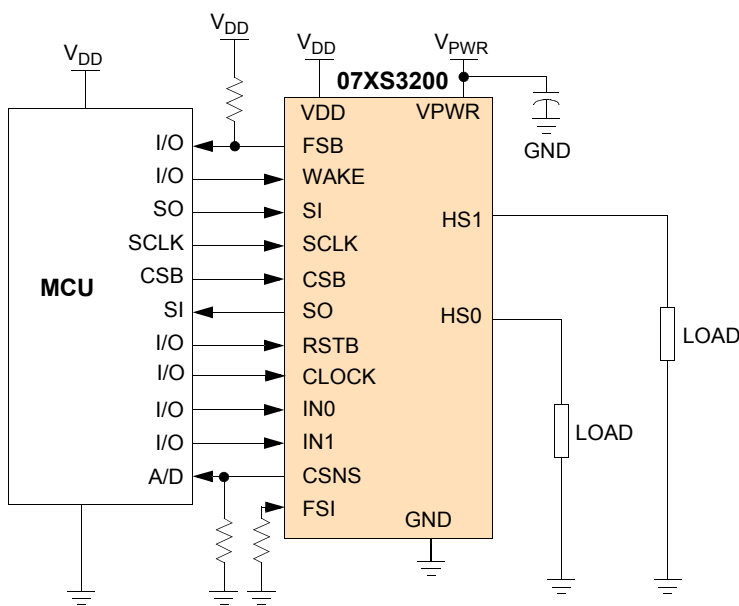 VDD
VDD
VDD
VPWR
07XS3200
VDD
VPWR
GND
I/O
FSB
I/O
WAKE
SO
SI
HS1
SCLK
SCLK
MCU
CSB
CSB
SI
SO
HS0
LOAD
I/O
RSTB
I/O
CLOCK
I/O
IN0
LOAD
I/O
IN1
A/D
CSNS
FSI
GND